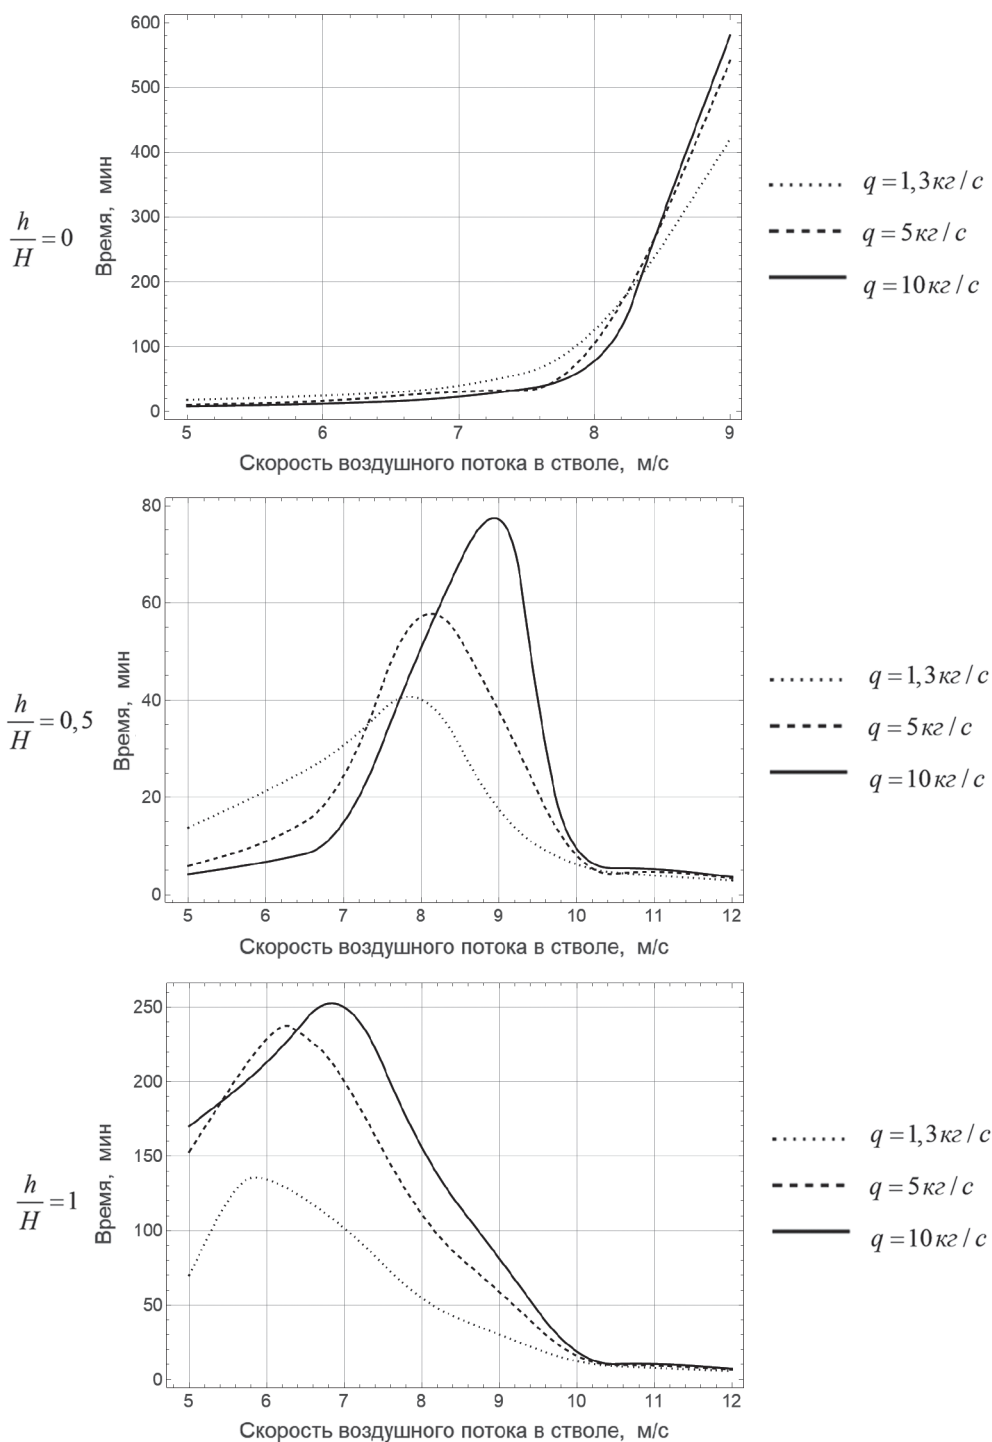 600
500
400
300
200
100
0
5 6 7 8 9
Время, мин
Скорость воздушного потока в стволе, м/с
h/H = 0
q = 1,3 кг / с
q = 5 кг / с
q = 10 кг / с
80
60
40
20
0
5 6 7 8 9 10 11 12
Время, мин
Скорость воздушного потока в стволе, м/с
h/H = 0,5
q = 1,3 кг / с
q = 5 кг / с
q = 10 кг / с
250
200
150
100
50
0
5 6 7 8 9 10 11 12
Время, мин
Скорость воздушного потока в стволе, м/с
h/H = 1
q = 1,3 кг / с
q = 5 кг / с
q = 10 кг / с